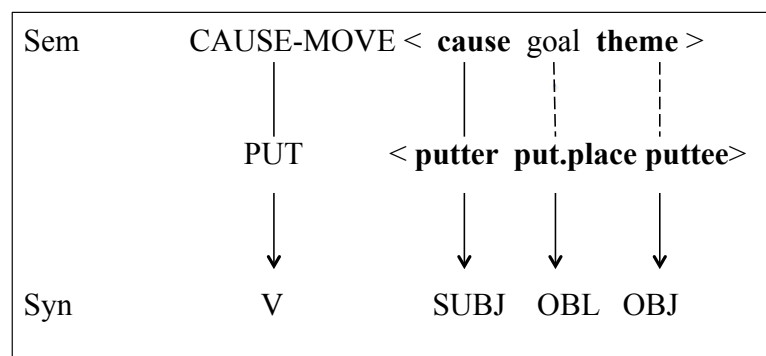 Sem CAUSE-MOVE < cause goal theme >
PUT < putter put.place puttee>
Syn V SUBJ OBL OBJ